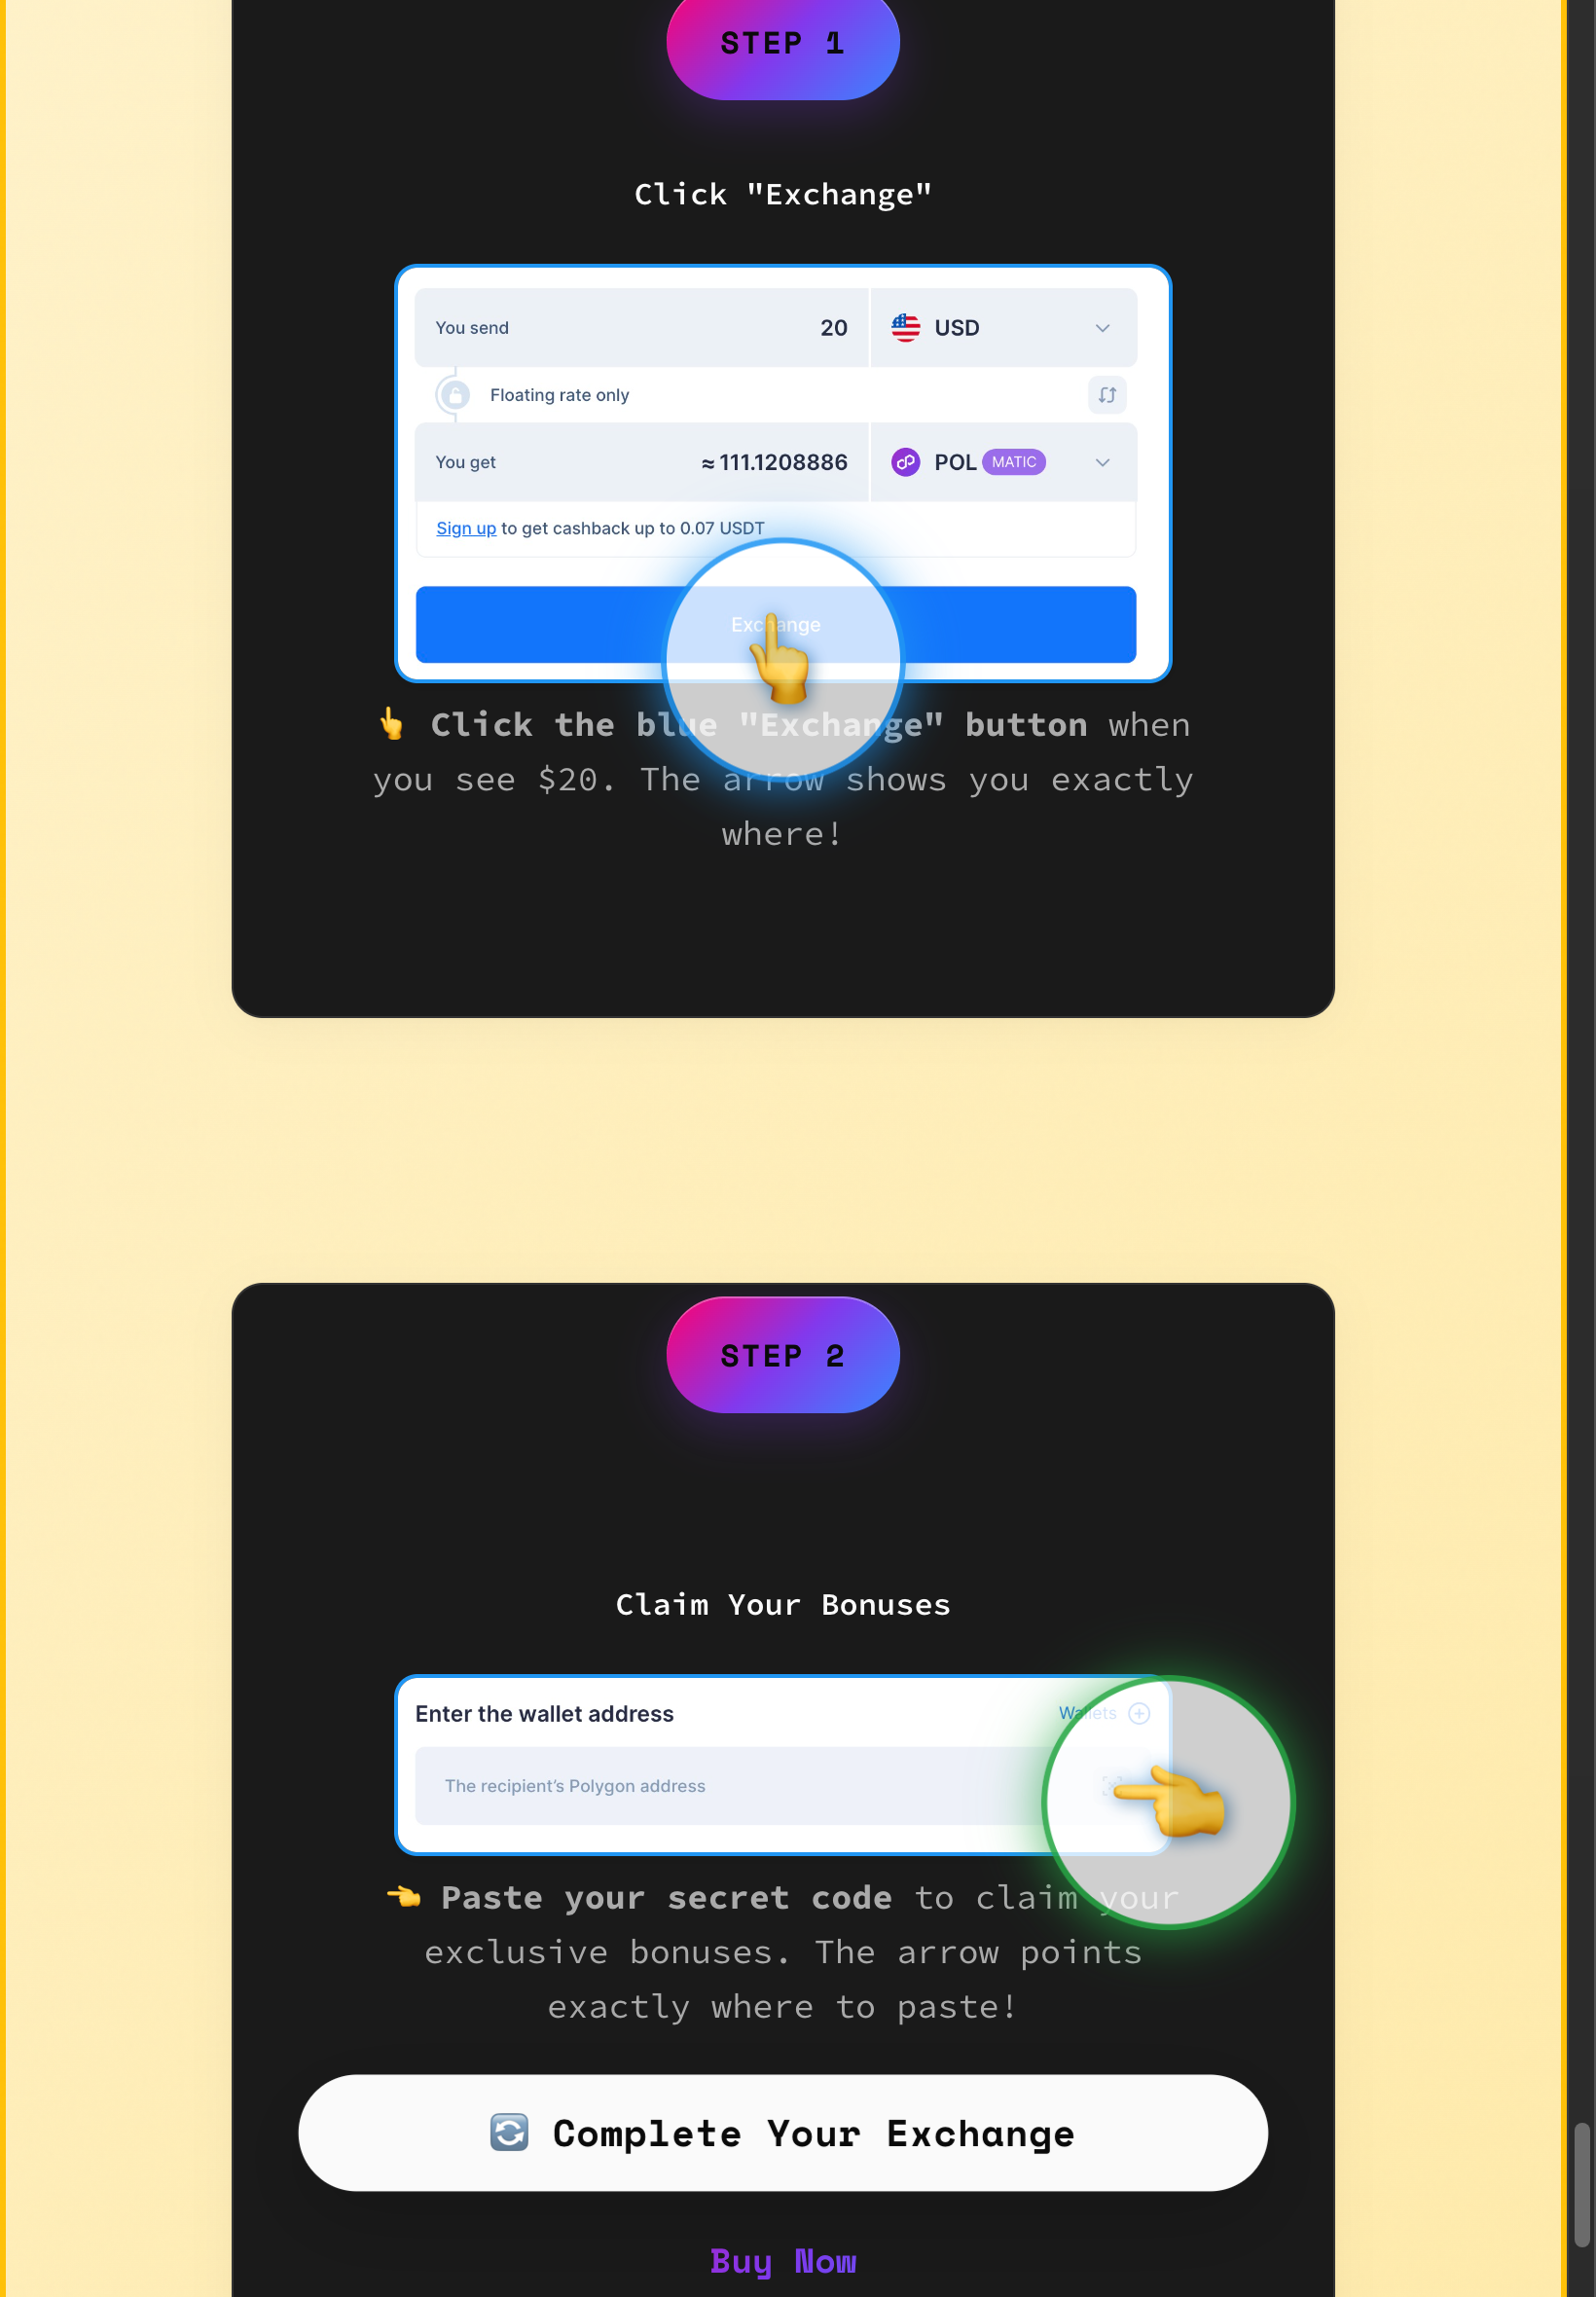 STEP 1
Click "Exchange"
You send 20 USD
Floating rate only
You get ≈ 111.1208886 POL MATIC
Sign up to get cashback up to 0.07 USDT
Exchange
👆 Click the blue "Exchange" button when
you see $20. The arrow shows you exactly
where!
STEP 2
Claim Your Bonuses
Enter the wallet address Wallets
The recipient's Polygon address
👈 Paste your secret code to claim your
exclusive bonuses. The arrow points
exactly where to paste!
🔄 Complete Your Exchange
Buy Now